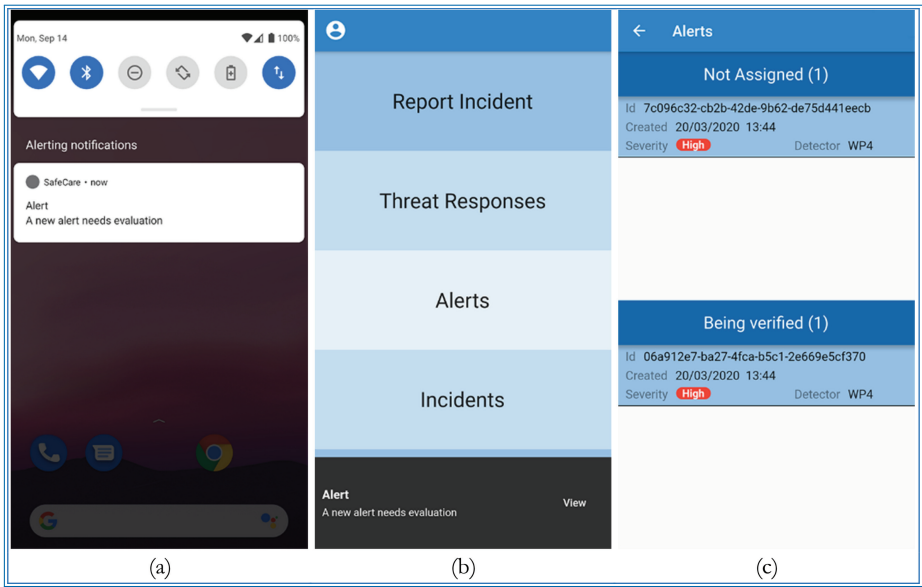 Mon, Sep 14
100%
Alerting notifications
SafeCare • now
Alert
A new alert needs evaluation
Report Incident
Threat Responses
Alerts
Incidents
Alert
A new alert needs evaluation
View
Alerts
Not Assigned (1)
Id 7c096c32-cb2b-42de-9b62-de75d441eecb
Created 20/03/2020 13:44
Severity High Detector WP4
Being verified (1)
Id 06a912e7-ba27-4fca-b5c1-2e669e5cf370
Created 20/03/2020 13:44
Severity High Detector WP4
(a) (b) (c)